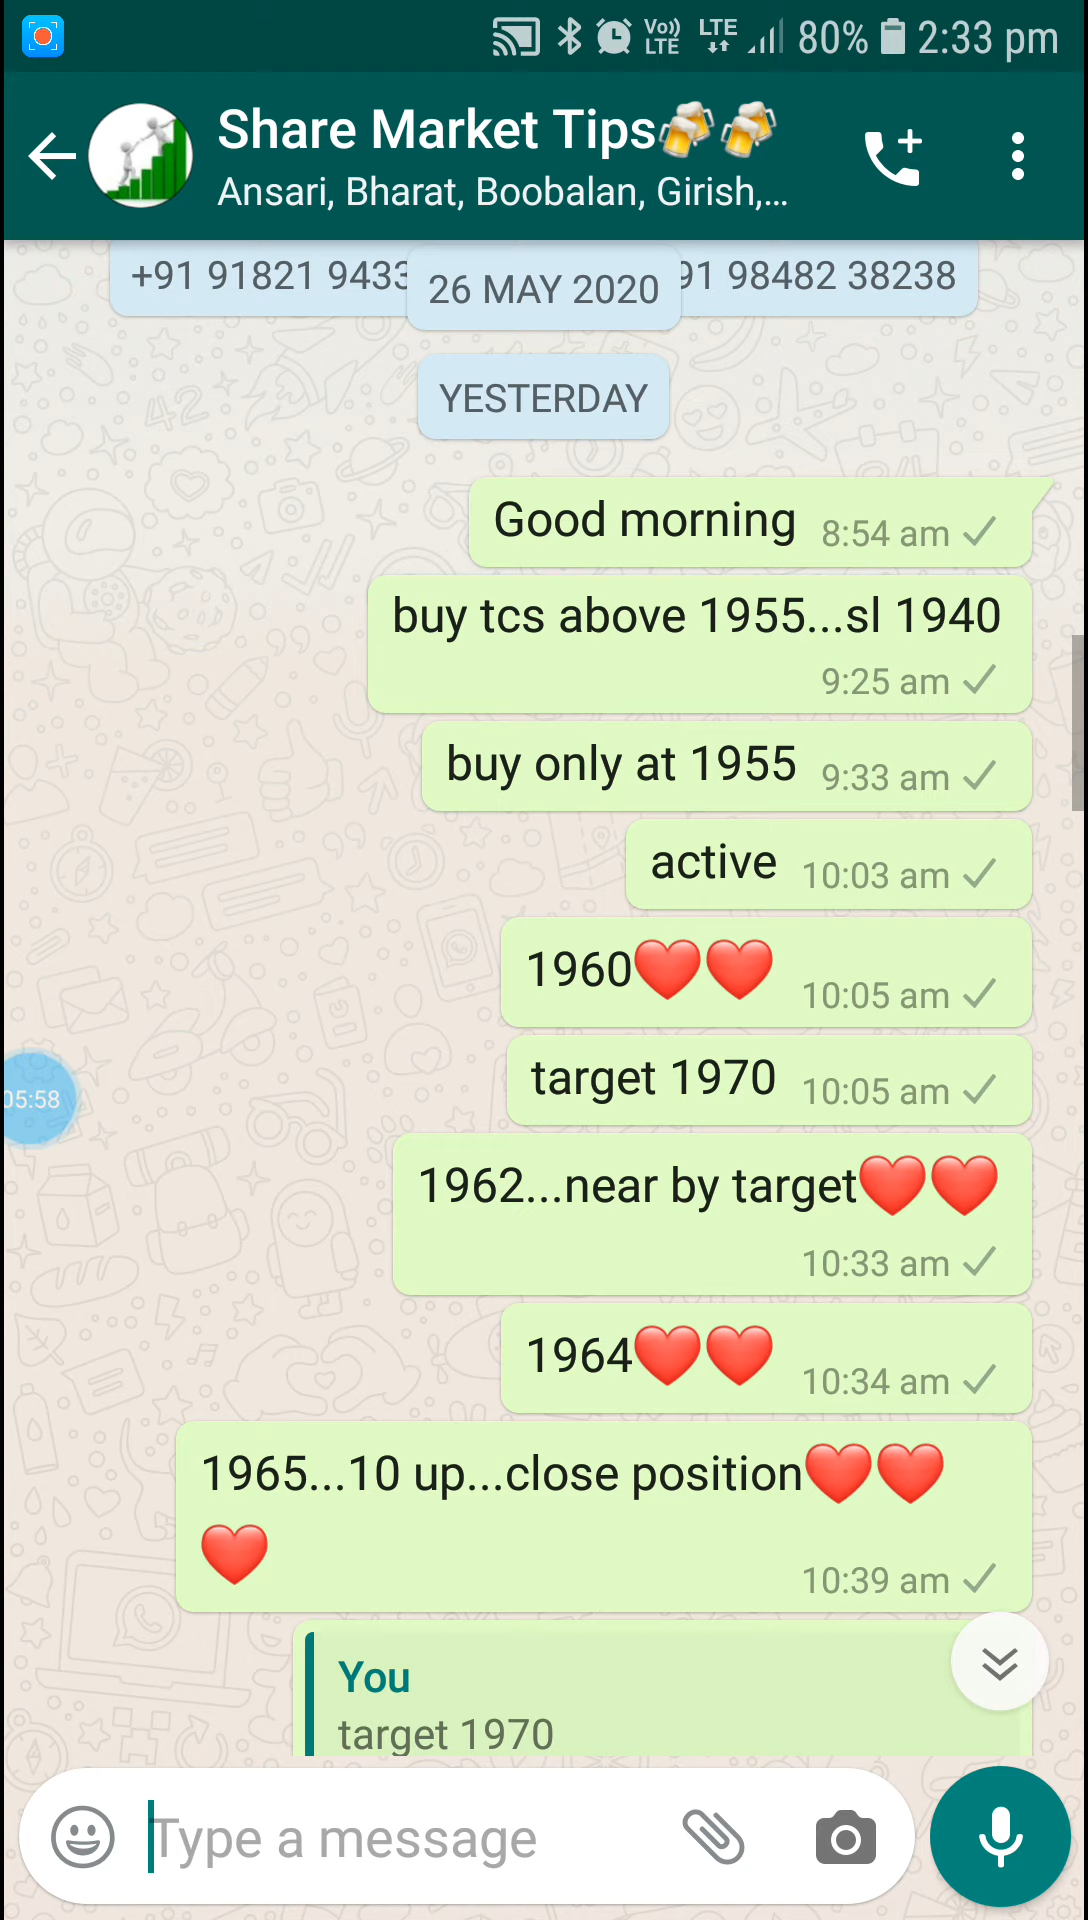 Vo)) LTE LTE 80% 2:33 pm
Share Market Tips🍻🍻
Ansari, Bharat, Boobalan, Girish,...
+91 91821 9433 91 98482 38238
26 MAY 2020
YESTERDAY
Good morning 8:54 am
buy tcs above 1955...sl 1940
9:25 am
buy only at 1955 9:33 am
active 10:03 am
1960❤️❤️ 10:05 am
target 1970 10:05 am
05:58
1962...near by target❤️❤️
10:33 am
1964❤️❤️ 10:34 am
1965...10 up...close position❤️❤️
❤️ 10:39 am
You
target 1970
Type a message